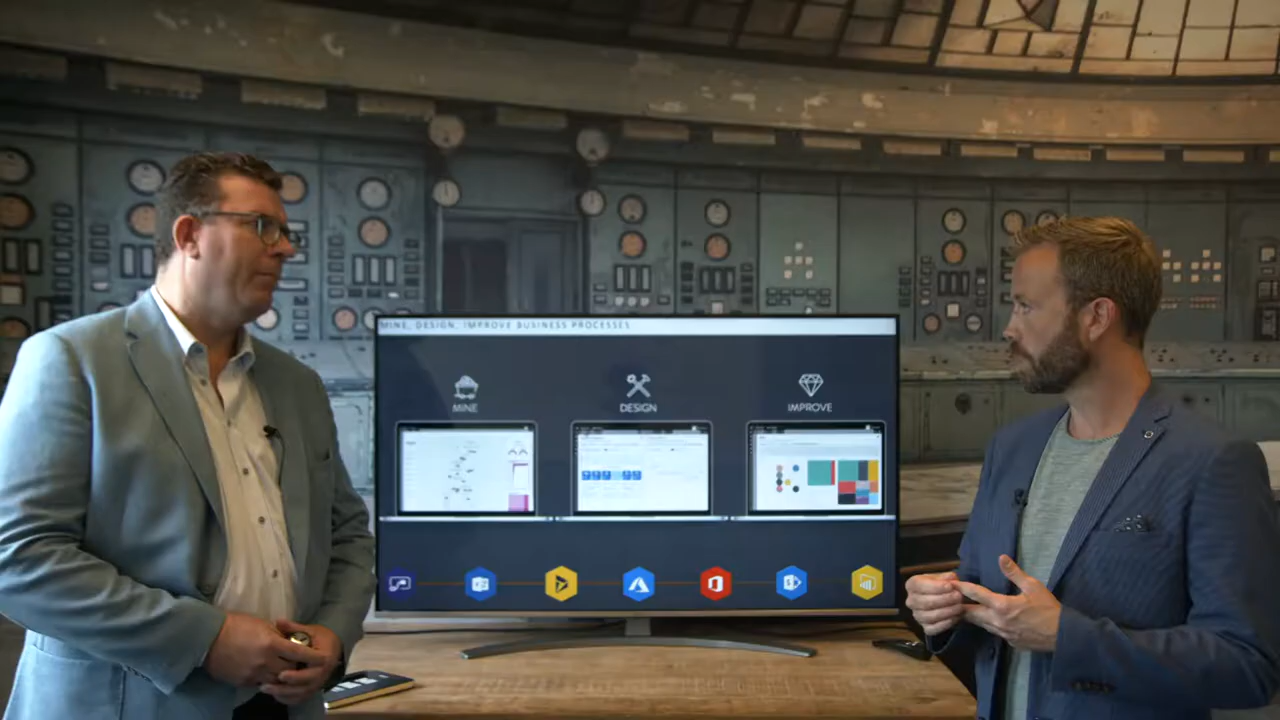 MINE, DESIGN, IMPROVE BUSINESS PROCESSES
MINE
DESIGN
IMPROVE